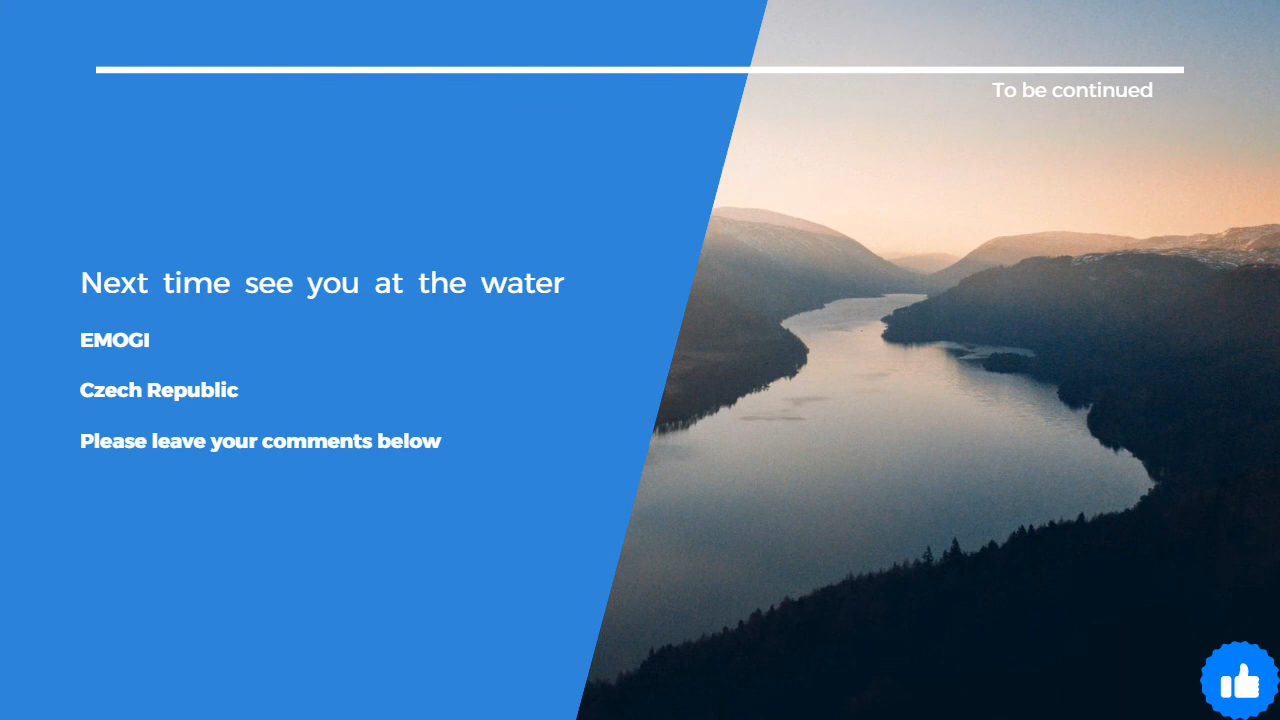 To be continued
Next time see you at the water
EMOGI
Czech Republic
Please leave your comments below